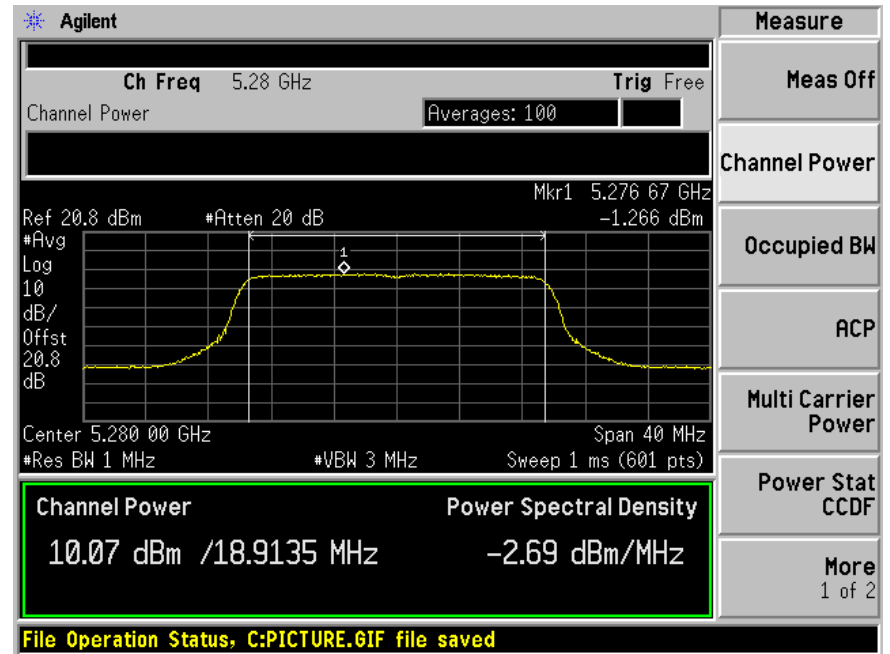 Agilent
Measure
Ch Freq 5.28 GHz Trig Free
Channel Power Averages: 100
Mkr1 5.276 67 GHz
Ref 20.8 dBm #Atten 20 dB -1.266 dBm
#Avg
Log
10
dB/
Offst
20.8
dB
1
Center 5.280 00 GHz Span 40 MHz
#Res BW 1 MHz #VBW 3 MHz Sweep 1 ms (601 pts)
Channel Power Power Spectral Density
10.07 dBm /18.9135 MHz -2.69 dBm/MHz
File Operation Status, C:PICTURE.GIF file saved
Meas Off
Channel Power
Occupied BW
ACP
Multi Carrier
Power
Power Stat
CCDF
More
1 of 2